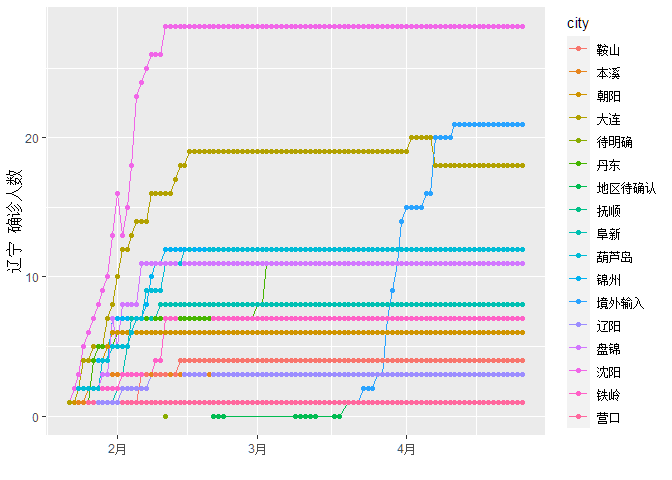 city
鞍山
本溪
朝阳
大连
待明确
丹东
地区待确认
抚顺
阜新
葫芦岛
锦州
境外输入
辽阳
盘锦
沈阳
铁岭
营口
辽宁 确诊人数
20
10
0
2月
3月
4月